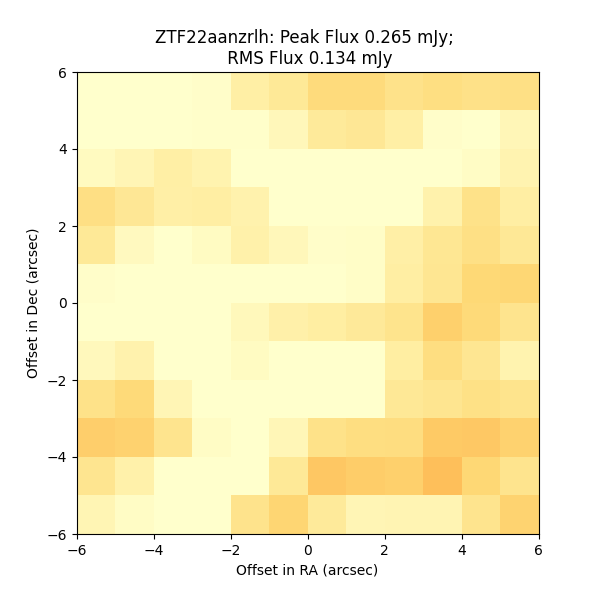 ZTF22aanzrlh: Peak Flux 0.265 mJy;
RMS Flux 0.134 mJy
6
4
2
0
−2
−4
−6
Offset in Dec (arcsec)
−6 −4 −2 0 2 4 6
Offset in RA (arcsec)